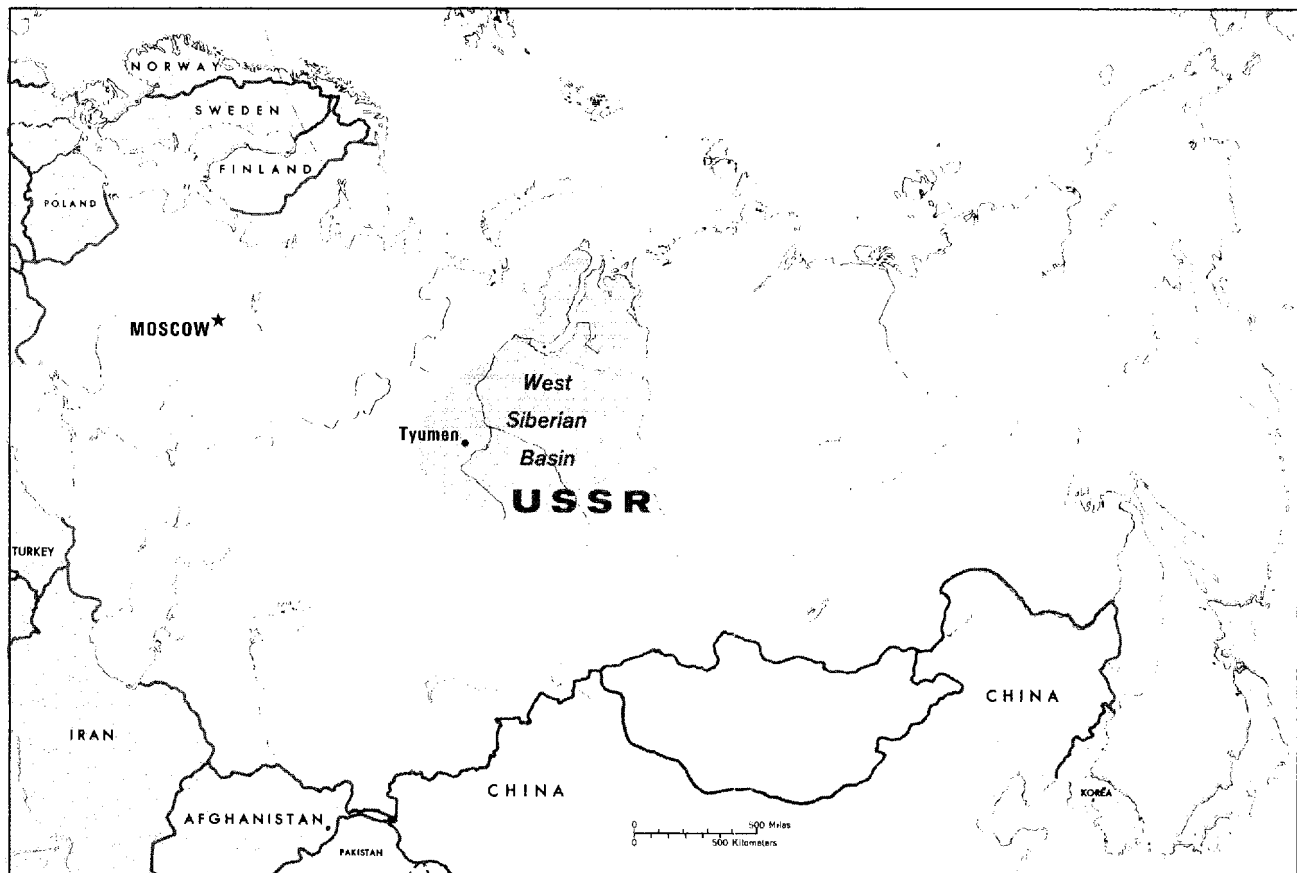 NORWAY
SWEDEN
FINLAND
POLAND
MOSCOW
West
Siberian
Basin
Tyumen
USSR
TURKEY
IRAN
CHINA
CHINA
KOREA
AFGHANISTAN
PAKISTAN
0 500 Miles
0 500 Kilometers